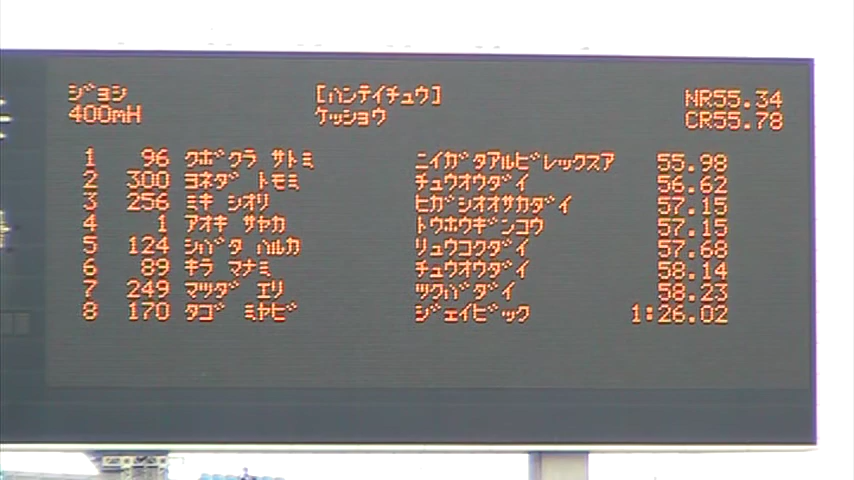 ジョシ [ハンテイチュウ] NR55.34
400mH ケッショウ CR55.78
1 96 クボクラ サトミ ニイガタアルビレックスア 55.98
2 300 ヨネダ トモミ チュウオウダイ 56.62
3 256 ミキ シオリ ヒガシオオサカダイ 57.15
4 1 アオキ サヤカ トウホウギンコウ 57.15
5 124 シバタ ハルカ リュウコクダイ 57.68
6 89 キラ マナミ チュウオウダイ 58.14
7 249 マツダ エリ ツクバダイ 58.23
8 170 タゴ ミヤビ ジェイビック 1:26.02